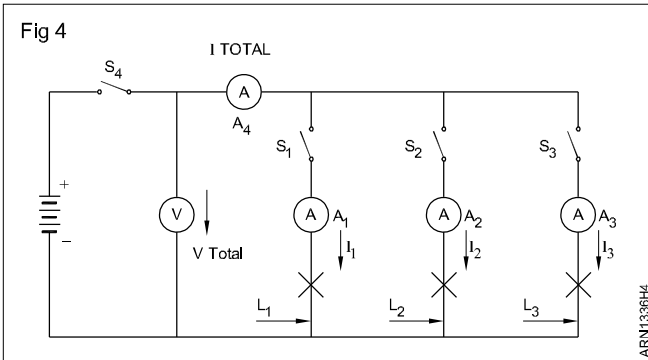 Fig 4
I TOTAL
S4
A
A4
S1
S2
S3
+
–
V
V Total
A
A1
I1
A
A2
I2
A
A3
I3
L1
L2
L3
ARN1336H4